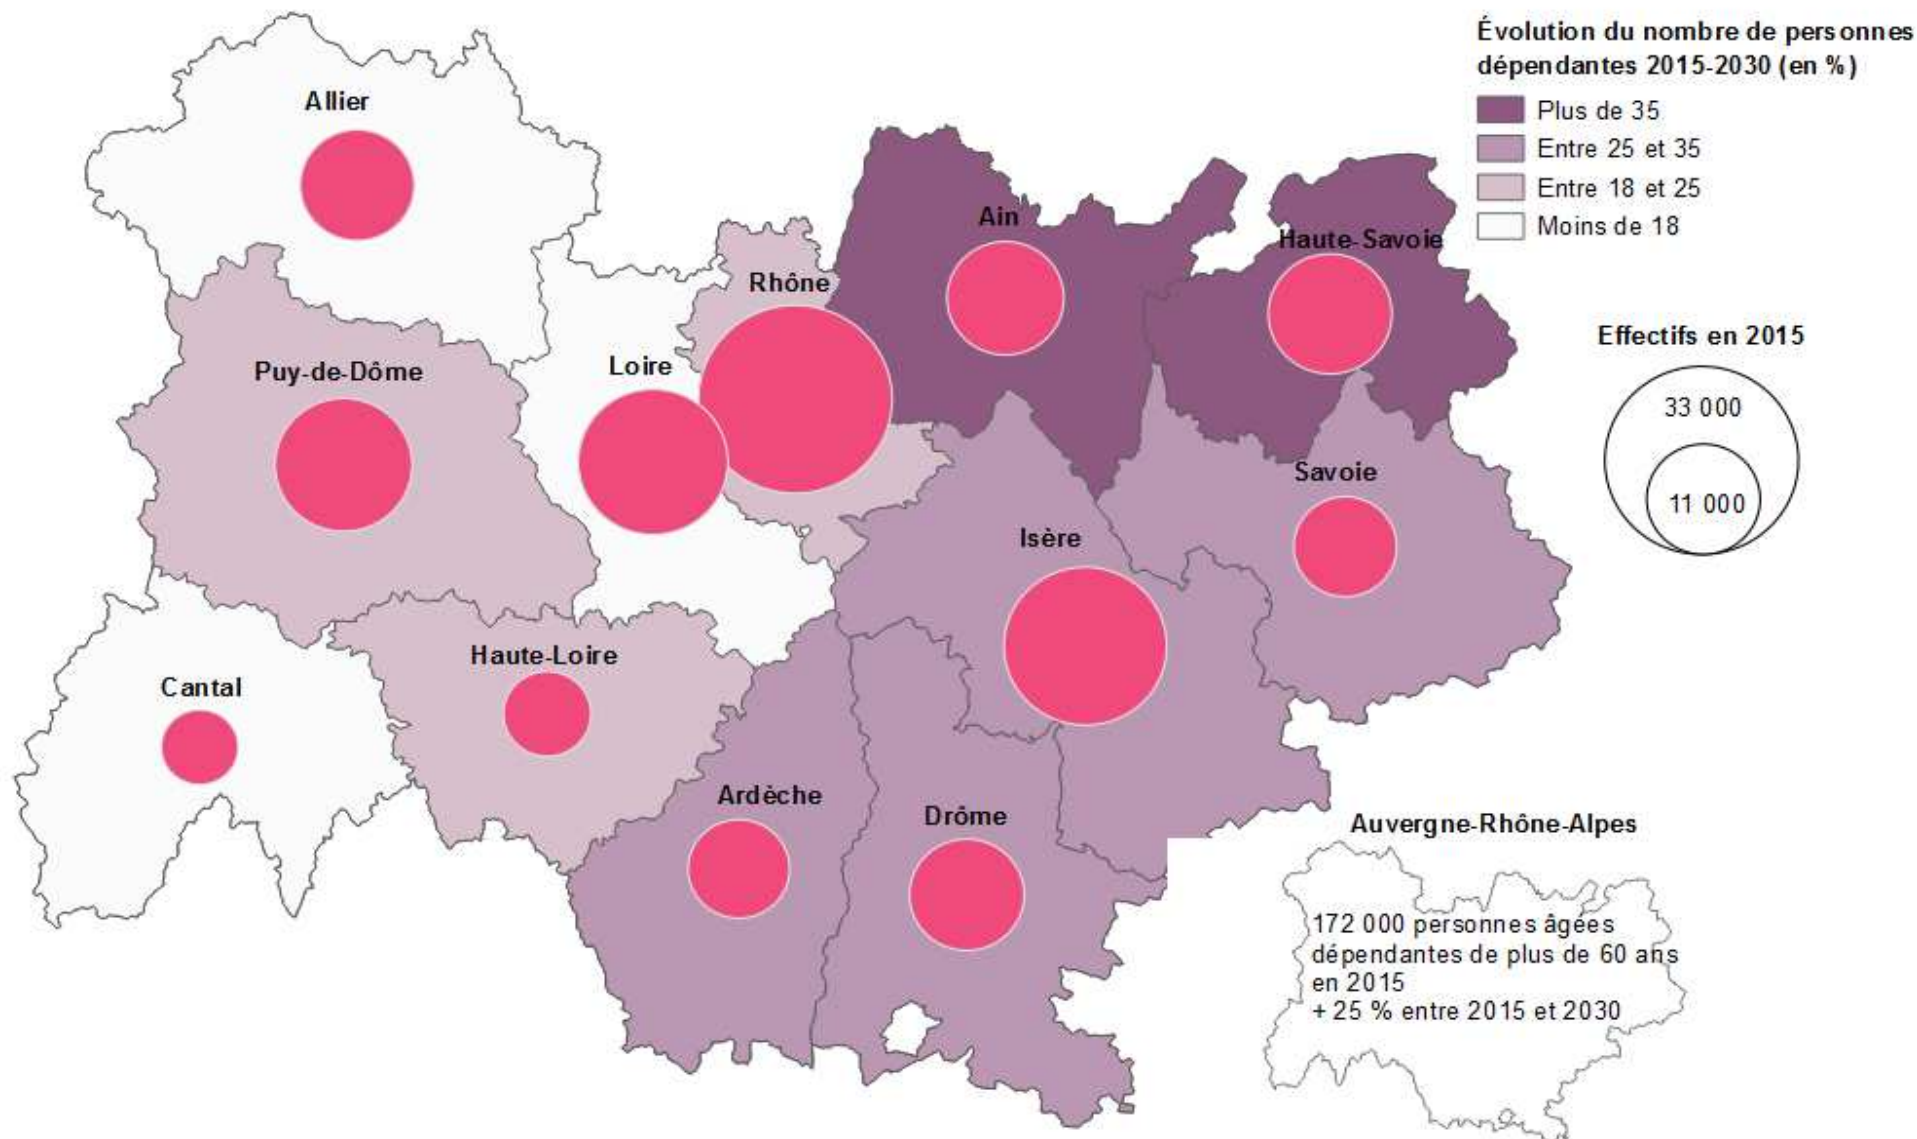 Évolution du nombre de personnes
dépendantes 2015-2030 (en %)
Plus de 35
Entre 25 et 35
Entre 18 et 25
Moins de 18
Allier
Ain
Haute-Savoie
Rhône
Effectifs en 2015
33 000
11 000
Puy-de-Dôme
Loire
Savoie
Isère
Haute-Loire
Cantal
Ardèche
Drôme
Auvergne-Rhône-Alpes
172 000 personnes âgées
dépendantes de plus de 60 ans
en 2015
+ 25 % entre 2015 et 2030